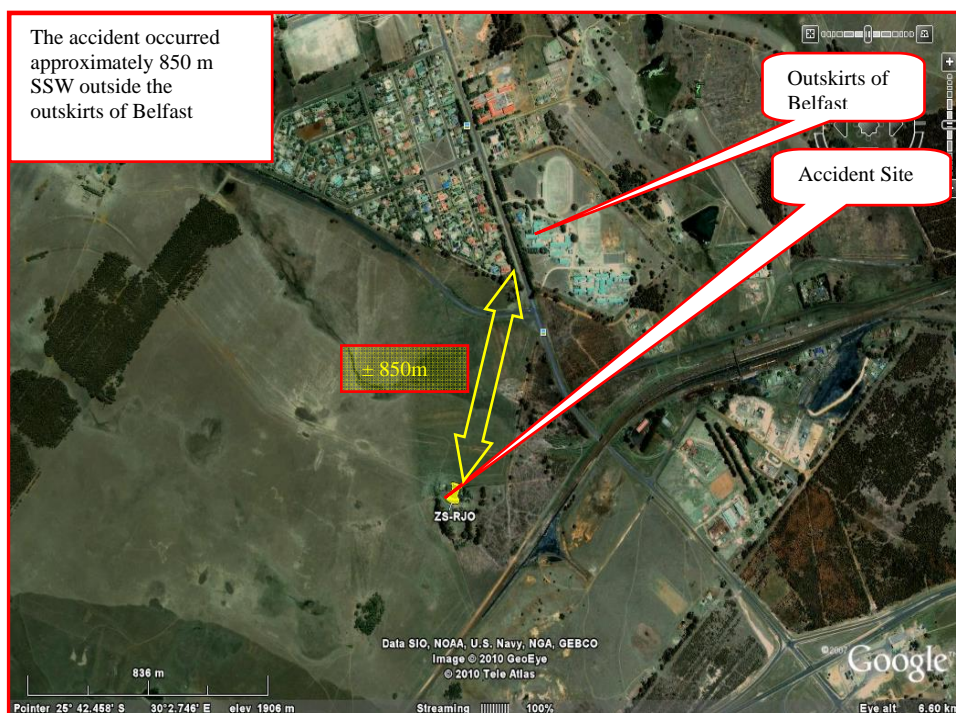 The accident occurred
approximately 850 m
SSW outside the
outskirts of Belfast
Outskirts of
Belfast
Accident Site
± 850m
ZS-RJO
Data SIO, NOAA, U.S. Navy, NGA, GEBCO
Image © 2010 GeoEye
© 2010 Tele Atlas
©2007 Google
836 m
Pointer 25° 42.458' S 30° 2.746' E elev 1906 m Streaming 100% Eye alt 6.60 km